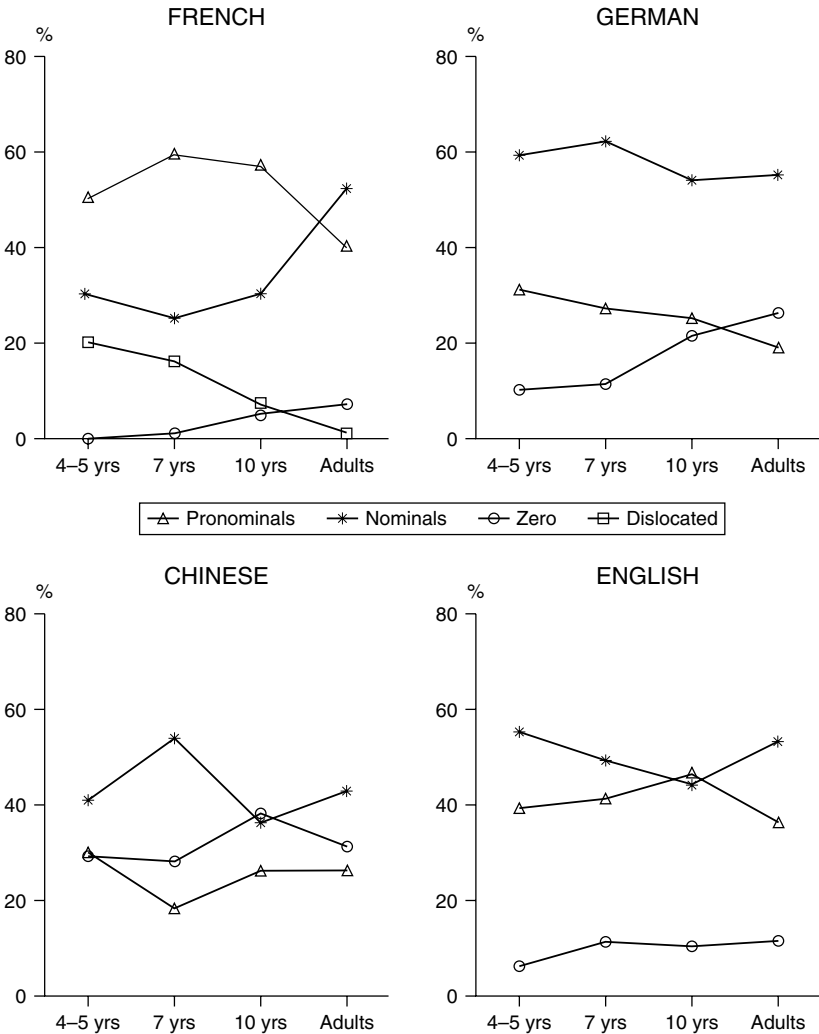 FRENCH
%
80
60
40
20
0
4–5 yrs 7 yrs 10 yrs Adults
GERMAN
%
80
60
40
20
0
4–5 yrs 7 yrs 10 yrs Adults
Pronominals Nominals Zero Dislocated
CHINESE
%
80
60
40
20
0
4–5 yrs 7 yrs 10 yrs Adults
ENGLISH
%
80
60
40
20
0
4–5 yrs 7 yrs 10 yrs Adults